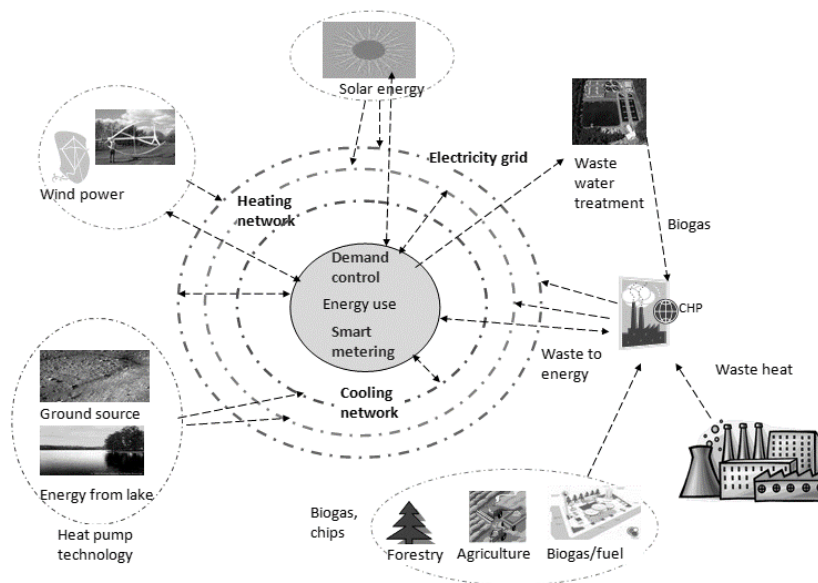 Solar energy
Electricity grid
Waste
water
treatment
Wind power
Heating
network
Biogas
Demand
control
Energy use
Smart
metering
CHP
Waste to
energy
Waste heat
Cooling
network
Ground source
Energy from lake
Heat pump
technology
Biogas,
chips
Forestry
Agriculture
Biogas/fuel